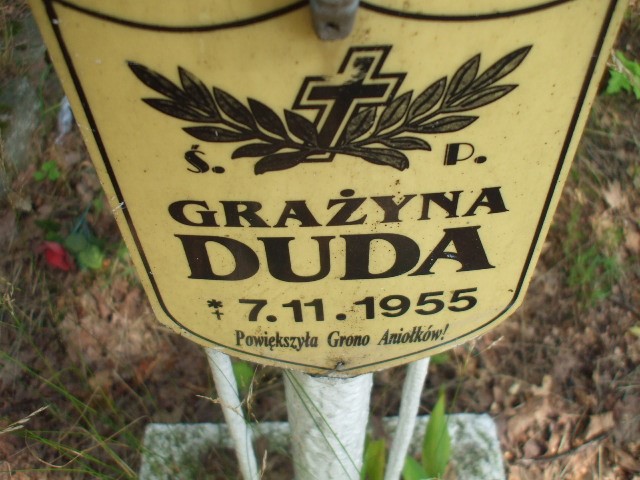 Ś. P.
GRAŻYNA
DUDA
*† 7.11.1955
Powiększyła Grono Aniołków!